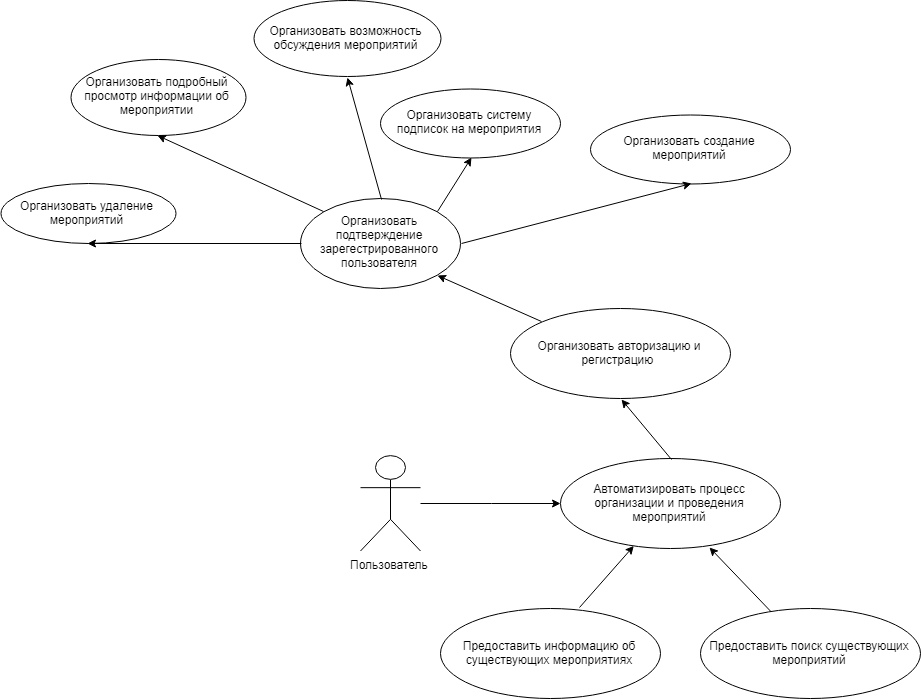 Организовать возможность
обсуждения мероприятий
Организовать подробный
просмотр информации об
мероприятии
Организовать систему
подписок на мероприятия
Организовать создание
мероприятий
Организовать удаление
мероприятий
Организовать
подтверждение
зарегестрированного
пользователя
Организовать авторизацию и
регистрацию
Автоматизировать процесс
организации и проведения
мероприятий
Пользователь
Предоставить информацию об
существующих мероприятиях
Предоставить поиск существующих
мероприятий